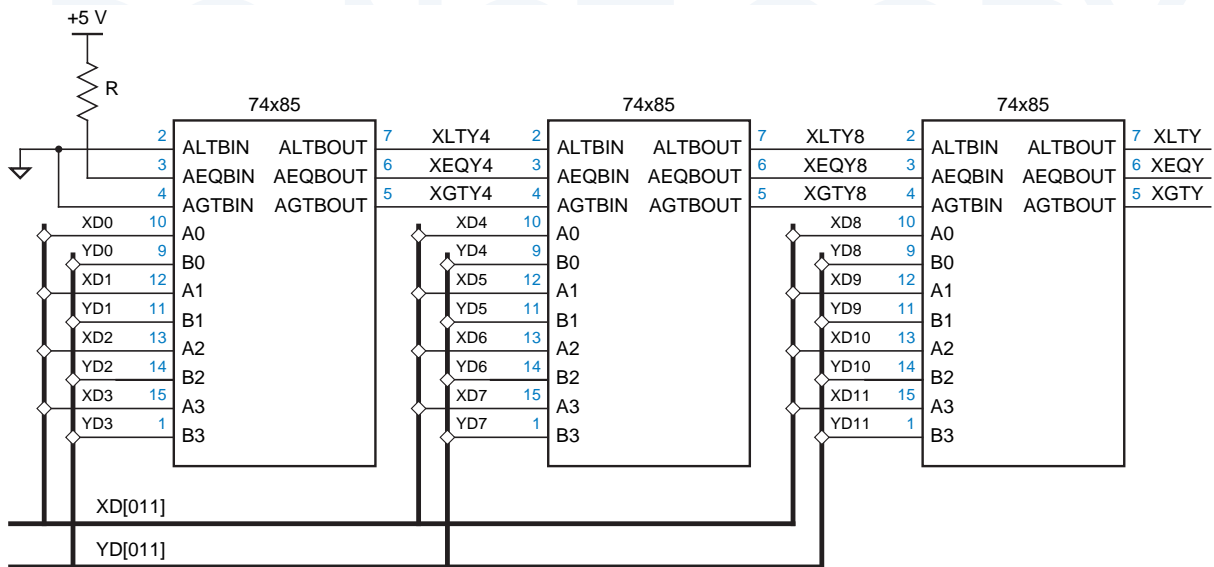 +5 V
R
74x85 74x85 74x85
2 ALTBIN ALTBOUT 7 XLTY4 2 ALTBIN ALTBOUT 7 XLTY8 2 ALTBIN ALTBOUT 7 XLTY
3 AEQBIN AEQBOUT 6 XEQY4 3 AEQBIN AEQBOUT 6 XEQY8 3 AEQBIN AEQBOUT 6 XEQY
4 AGTBIN AGTBOUT 5 XGTY4 4 AGTBIN AGTBOUT 5 XGTY8 4 AGTBIN AGTBOUT 5 XGTY
XD0 10 A0 XD4 10 A0 XD8 10 A0
YD0 9 B0 YD4 9 B0 YD8 9 B0
XD1 12 A1 XD5 12 A1 XD9 12 A1
YD1 11 B1 YD5 11 B1 YD9 11 B1
XD2 13 A2 XD6 13 A2 XD10 13 A2
YD2 14 B2 YD6 14 B2 YD10 14 B2
XD3 15 A3 XD7 15 A3 XD11 15 A3
YD3 1 B3 YD7 1 B3 YD11 1 B3
XD[011]
YD[011]